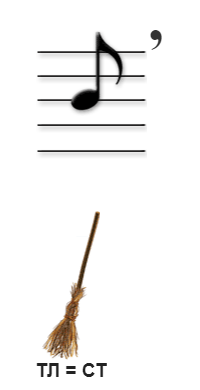 ,
ТЛ = СТ